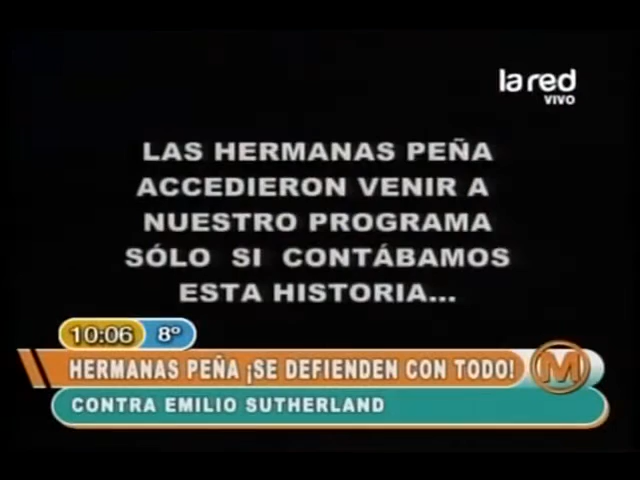 la red
VIVO
LAS HERMANAS PEÑA
ACCEDIERON VENIR A
NUESTRO PROGRAMA
SÓLO SI CONTÁBAMOS
ESTA HISTORIA...
10:06 8º
HERMANAS PEÑA ¡SE DEFIENDEN CON TODO!
M
CONTRA EMILIO SUTHERLAND